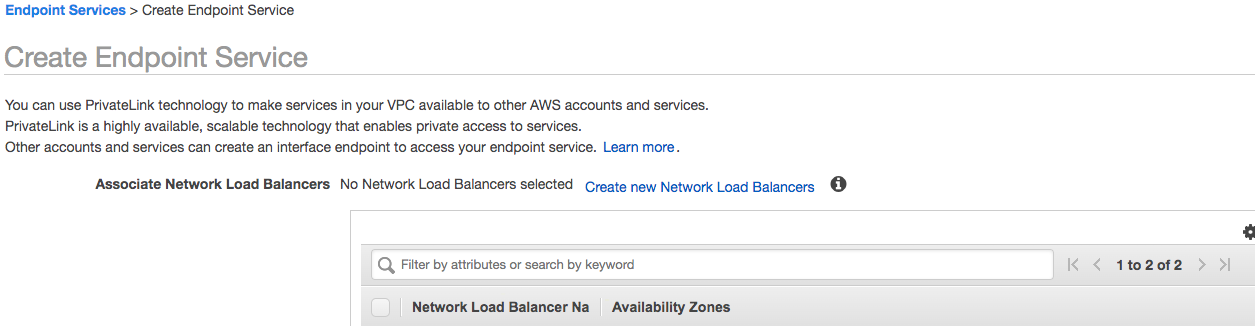 Endpoint Services > Create Endpoint Service
Create Endpoint Service
You can use PrivateLink technology to make services in your VPC available to other AWS accounts and services.
PrivateLink is a highly available, scalable technology that enables private access to services.
Other accounts and services can create an interface endpoint to access your endpoint service. Learn more.
Associate Network Load Balancers No Network Load Balancers selected Create new Network Load Balancers
Filter by attributes or search by keyword 1 to 2 of 2
Network Load Balancer Na Availability Zones